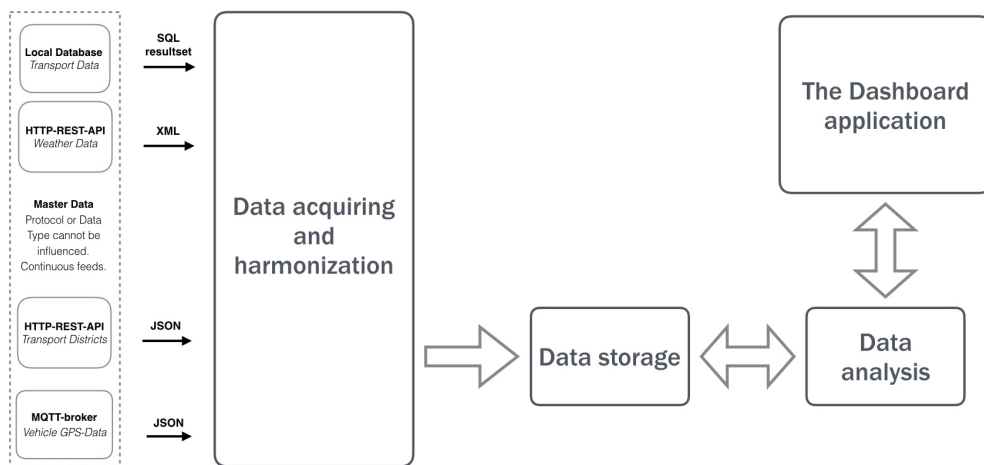 Local Database
Transport Data
SQL
resultset
HTTP-REST-API
Weather Data
XML
Master Data
Protocol or Data
Type cannot be
influenced.
Continuous feeds.
HTTP-REST-API
Transport Districts
JSON
MQTT-broker
Vehicle GPS-Data
JSON
Data acquiring
and
harmonization
Data storage
Data
analysis
The Dashboard
application